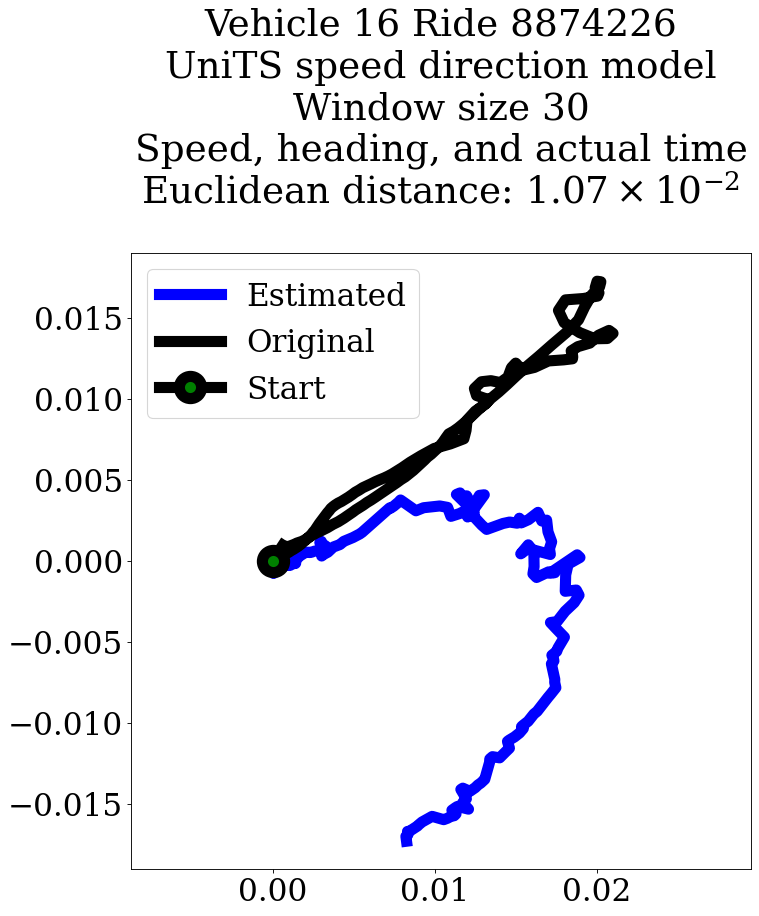 Vehicle 16 Ride 8874226
UniTS speed direction model
Window size 30
Speed, heading, and actual time
Euclidean distance: 1.07 × 10⁻²
Estimated
Original
Start
0.015
0.010
0.005
0.000
−0.005
−0.010
−0.015
0.00 0.01 0.02